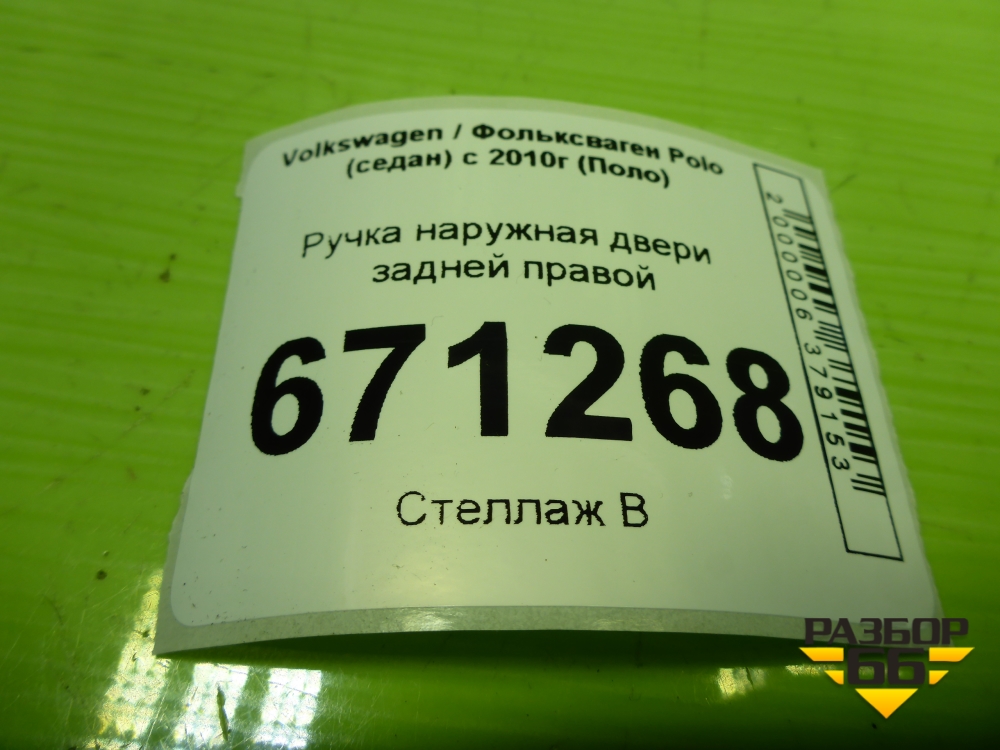 Volkswagen / Фольксваген Polo
(седан) с 2010г (Поло)
Ручка наружная двери
задней правой
671268
Стеллаж В
2000006379153
РАЗБОР
66